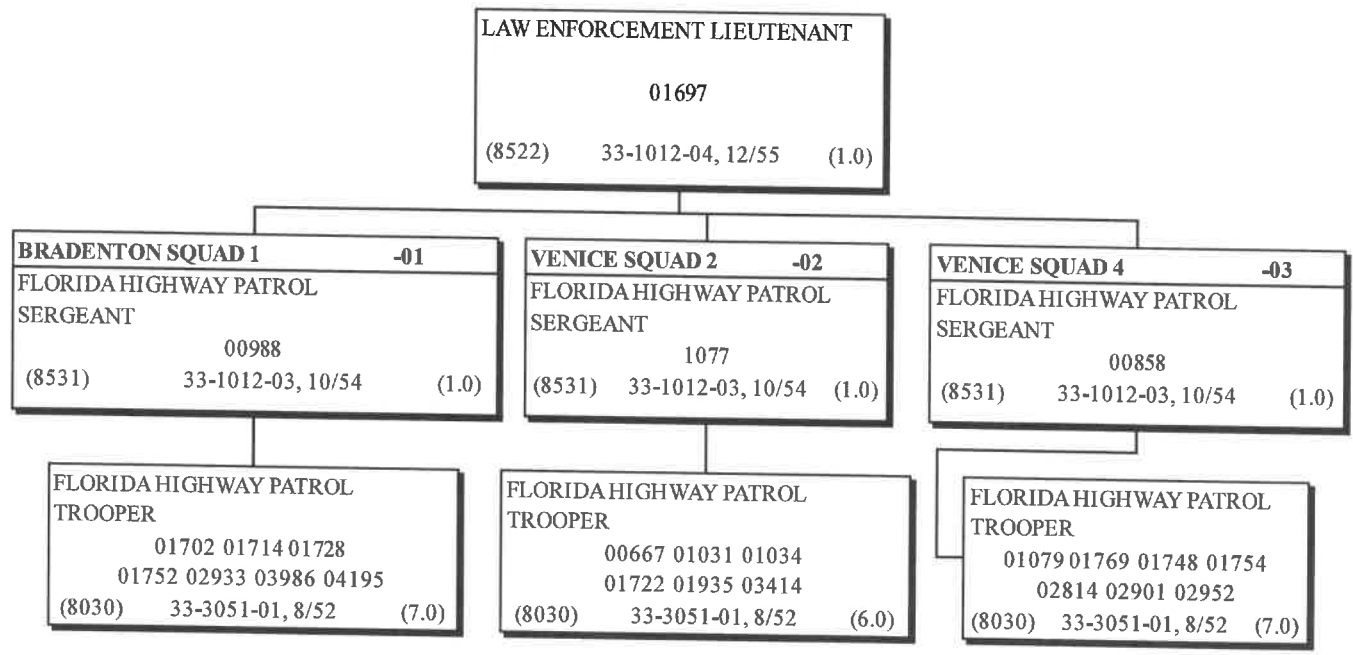 LAW ENFORCEMENT LIEUTENANT
01697
(8522) 33-1012-04, 12/55 (1.0)
BRADENTON SQUAD 1 -01
FLORIDA HIGHWAY PATROL
SERGEANT
00988
(8531) 33-1012-03, 10/54 (1.0)
VENICE SQUAD 2 -02
FLORIDA HIGHWAY PATROL
SERGEANT
1077
(8531) 33-1012-03, 10/54 (1.0)
VENICE SQUAD 4 -03
FLORIDA HIGHWAY PATROL
SERGEANT
00858
(8531) 33-1012-03, 10/54 (1.0)
FLORIDA HIGHWAY PATROL
TROOPER
01702 01714 01728
01752 02933 03986 04195
(8030) 33-3051-01, 8/52 (7.0)
FLORIDA HIGHWAY PATROL
TROOPER
00667 01031 01034
01722 01935 03414
(8030) 33-3051-01, 8/52 (6.0)
FLORIDA HIGHWAY PATROL
TROOPER
01079 01769 01748 01754
02814 02901 02952
(8030) 33-3051-01, 8/52 (7.0)